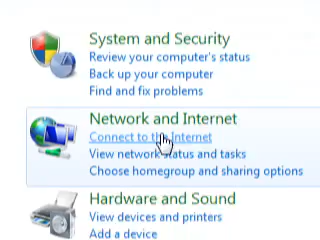 System and Security
Review your computer's status
Back up your computer
Find and fix problems
Network and Internet
Connect to the Internet
View network status and tasks
Choose homegroup and sharing options
Hardware and Sound
View devices and printers
Add a device